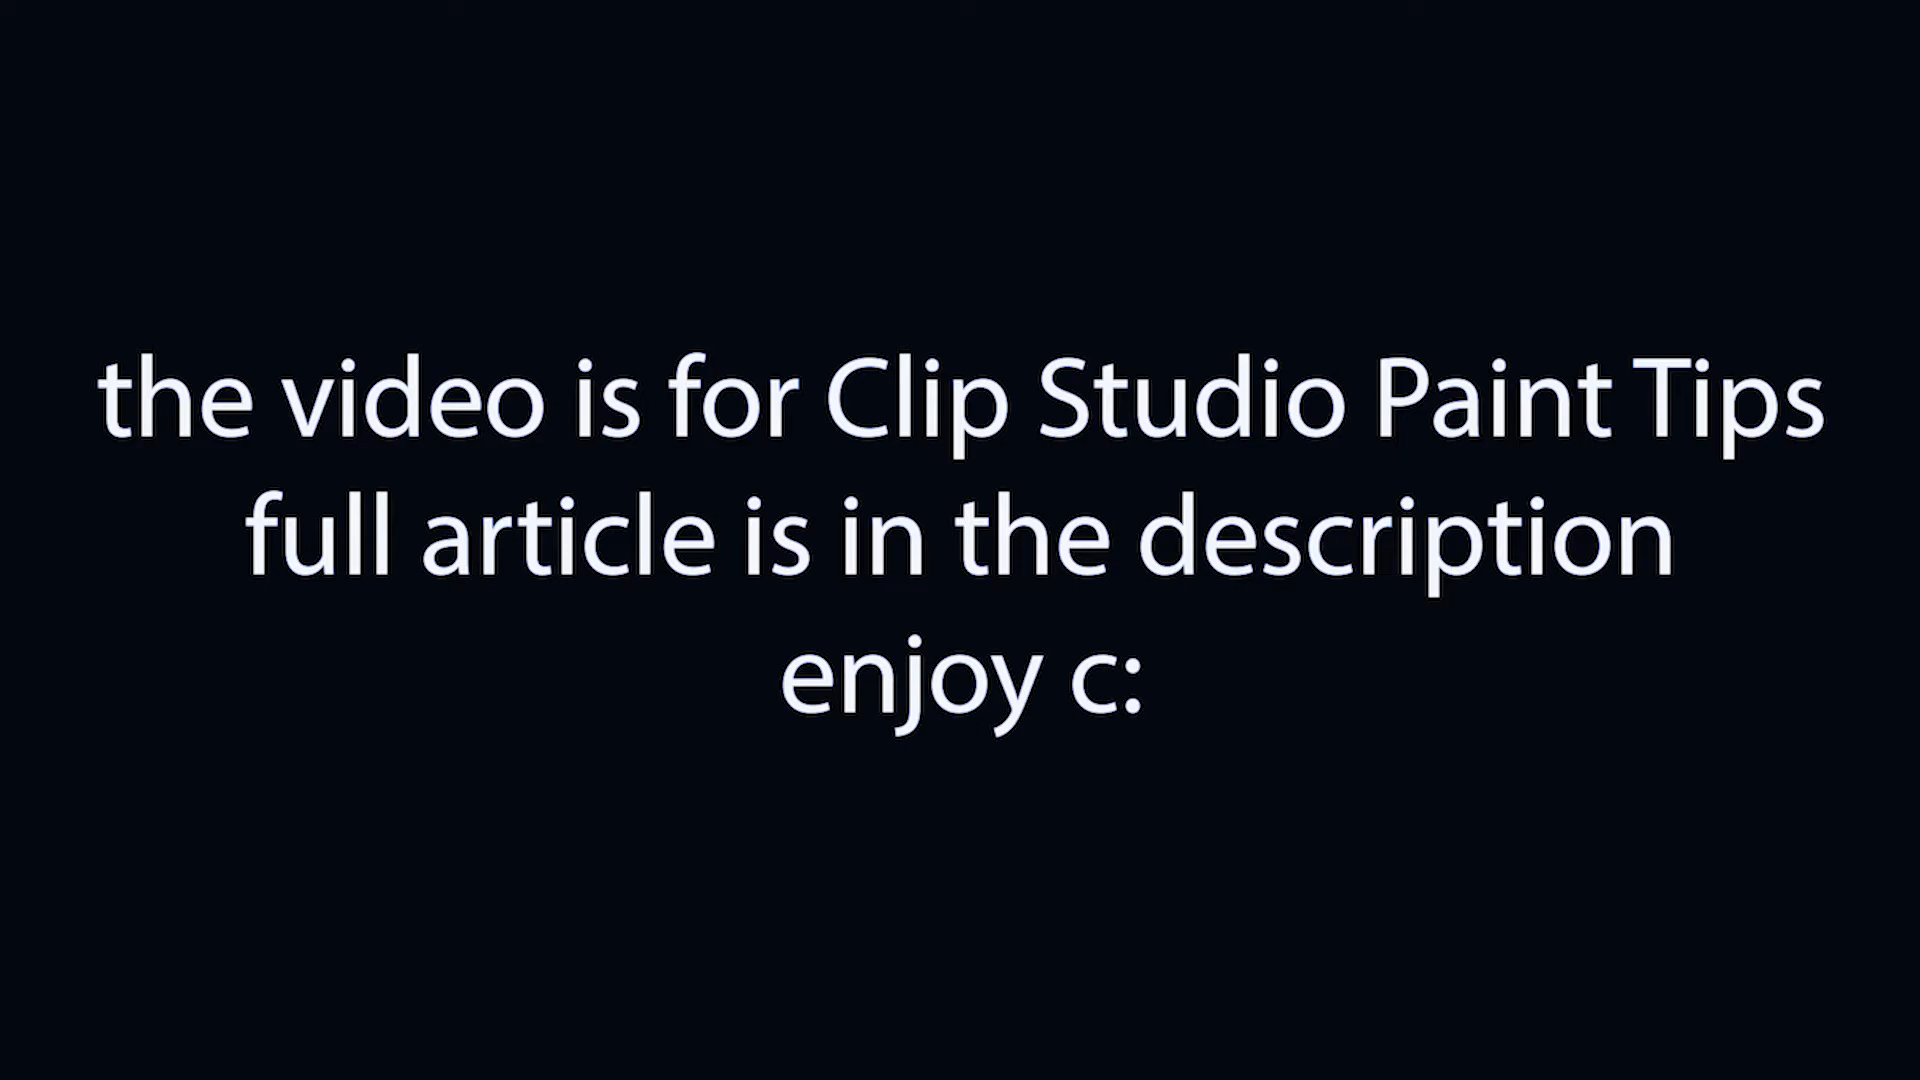 the video is for Clip Studio Paint Tips
full article is in the description
enjoy c: